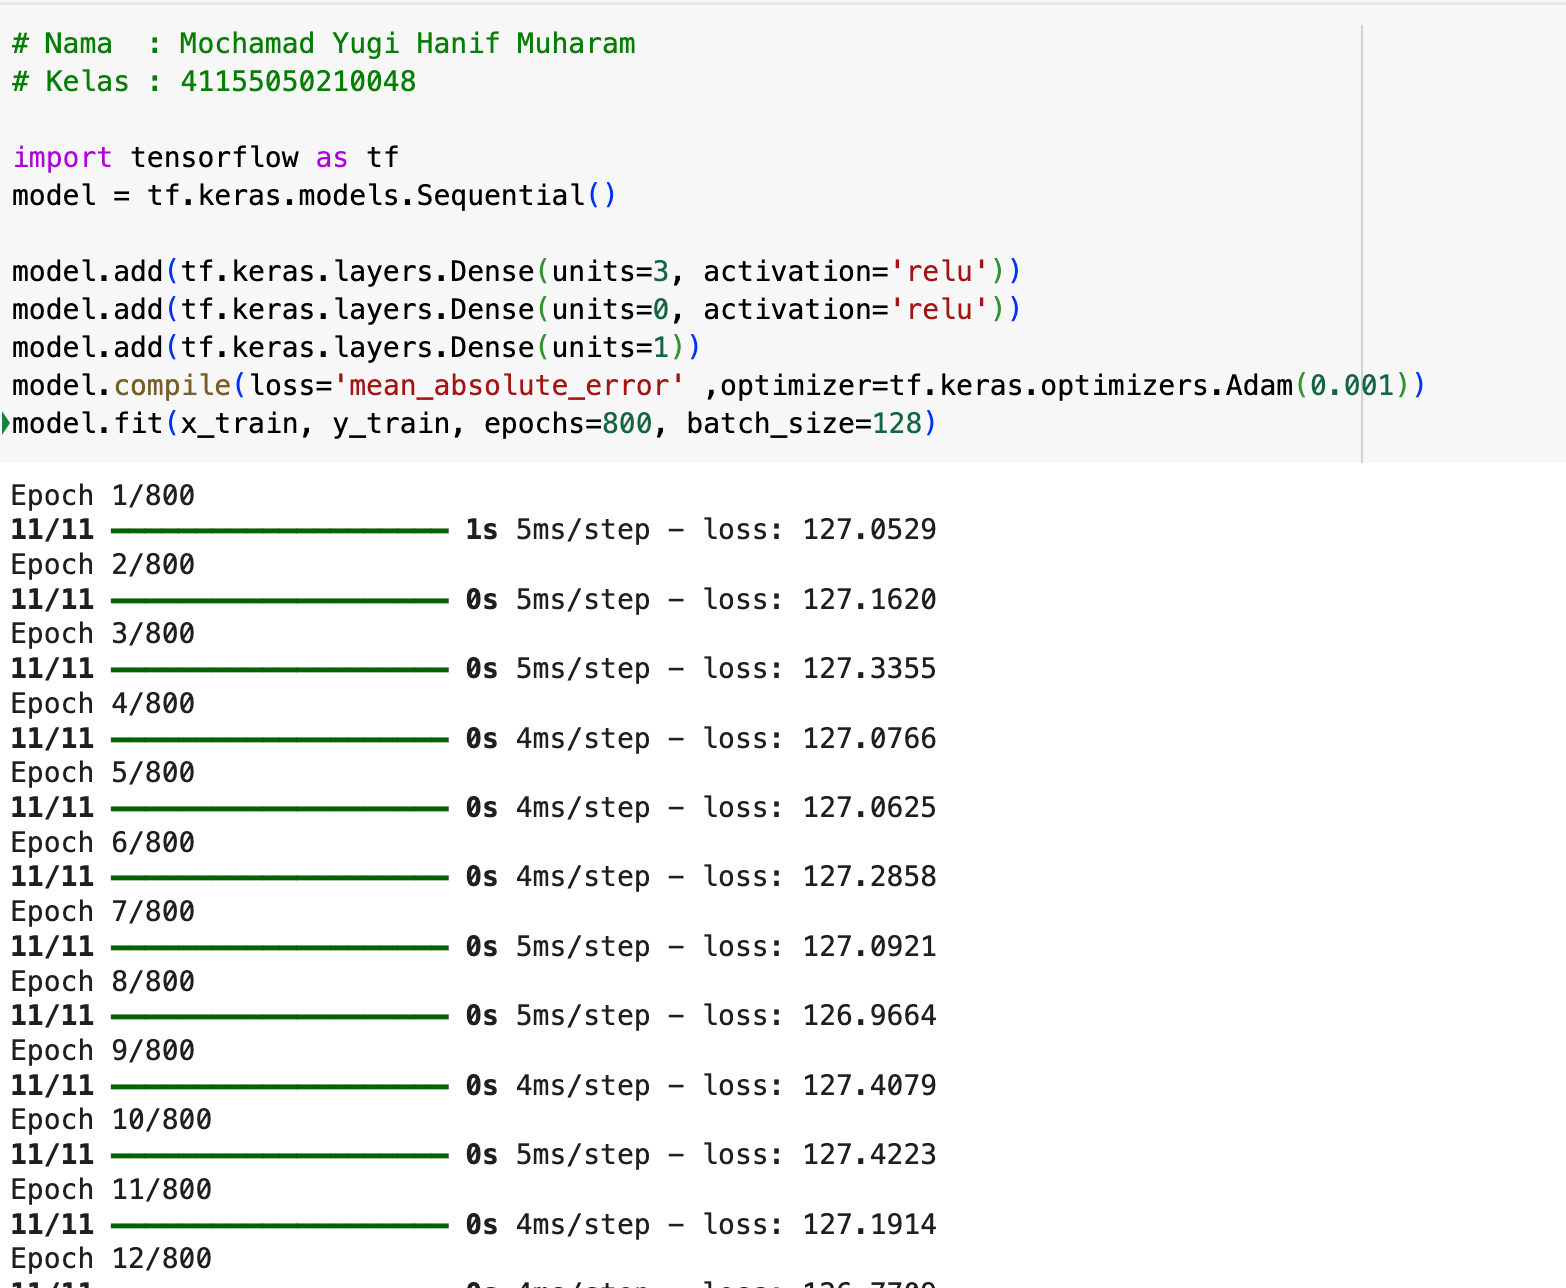 # Nama  : Mochamad Yugi Hanif Muharam
# Kelas : 41155050210048
import tensorflow as tf
model = tf.keras.models.Sequential()
model.add(tf.keras.layers.Dense(units=3, activation='relu'))
model.add(tf.keras.layers.Dense(units=0, activation='relu'))
model.add(tf.keras.layers.Dense(units=1))
model.compile(loss='mean_absolute_error' ,optimizer=tf.keras.optimizers.Adam(0.001))
model.fit(x_train, y_train, epochs=800, batch_size=128)
Epoch 1/800
11/11 1s 5ms/step - loss: 127.0529
Epoch 2/800
11/11 0s 5ms/step - loss: 127.1620
Epoch 3/800
11/11 0s 5ms/step - loss: 127.3355
Epoch 4/800
11/11 0s 4ms/step - loss: 127.0766
Epoch 5/800
11/11 0s 4ms/step - loss: 127.0625
Epoch 6/800
11/11 0s 4ms/step - loss: 127.2858
Epoch 7/800
11/11 0s 5ms/step - loss: 127.0921
Epoch 8/800
11/11 0s 5ms/step - loss: 126.9664
Epoch 9/800
11/11 0s 4ms/step - loss: 127.4079
Epoch 10/800
11/11 0s 5ms/step - loss: 127.4223
Epoch 11/800
11/11 0s 4ms/step - loss: 127.1914
Epoch 12/800